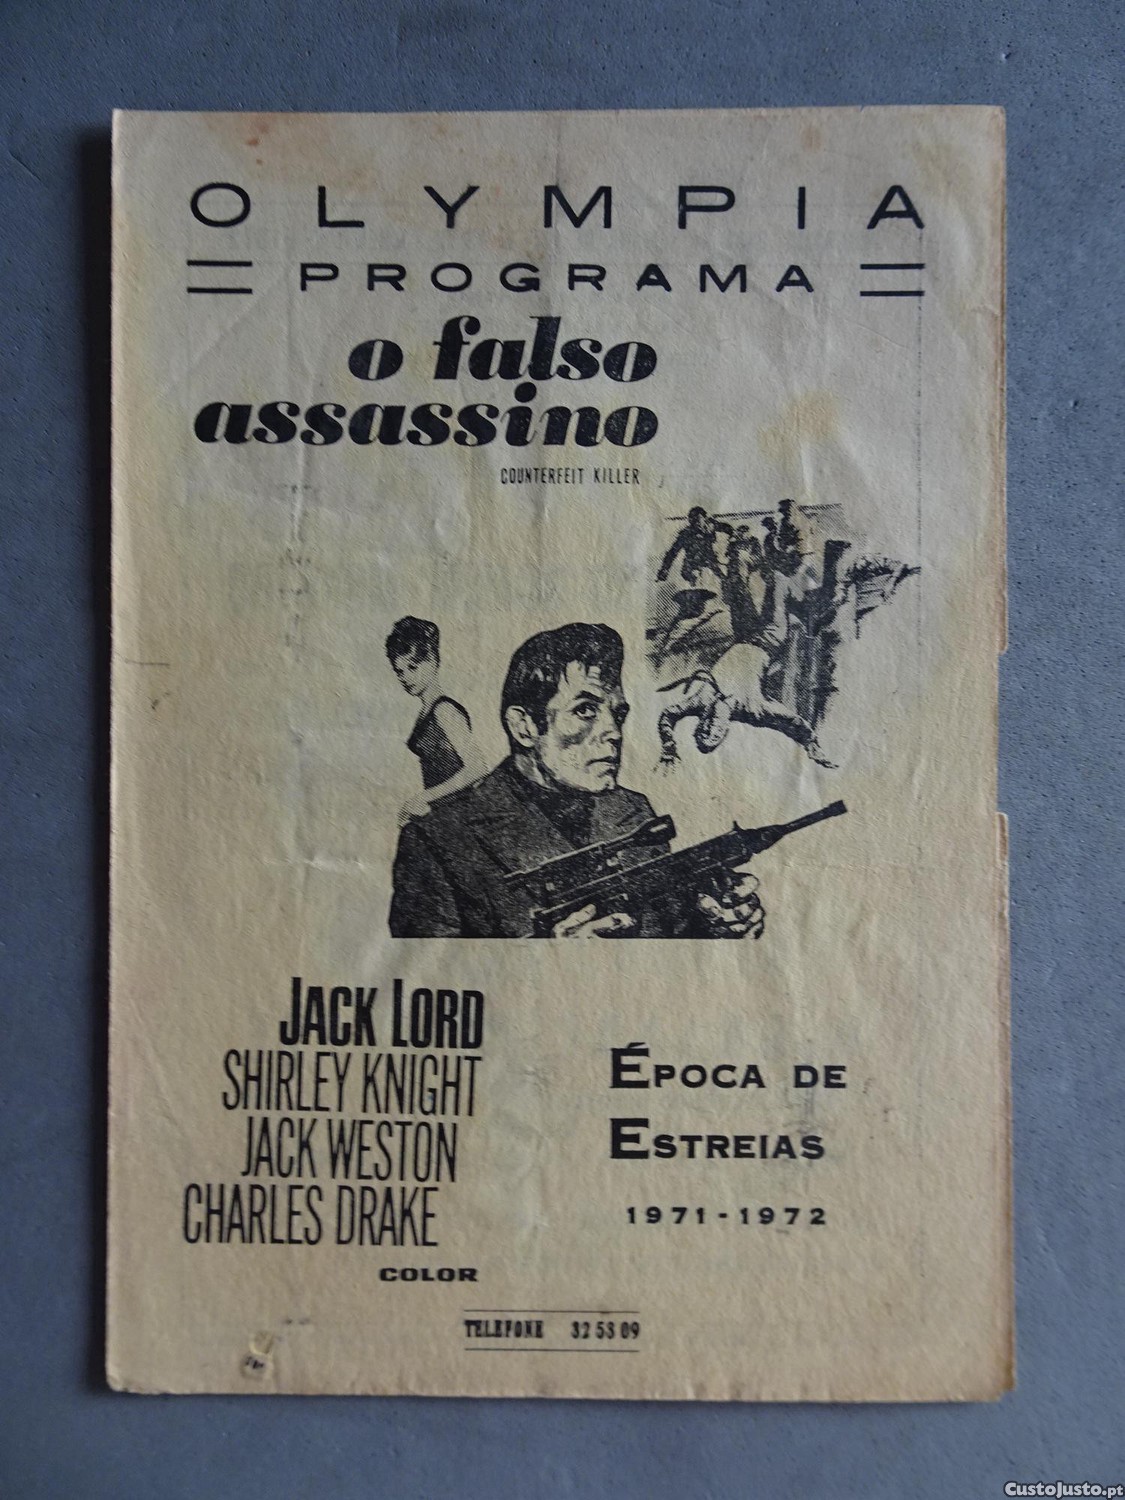 OLYMPIA
PROGRAMA
o falso
assassino
COUNTERFEIT KILLER
JACK LORD
SHIRLEY KNIGHT
JACK WESTON
CHARLES DRAKE
COLOR
ÉPOCA DE
ESTREIAS
1971-1972
TELEFONE 32 53 09
CustoJusto.pt